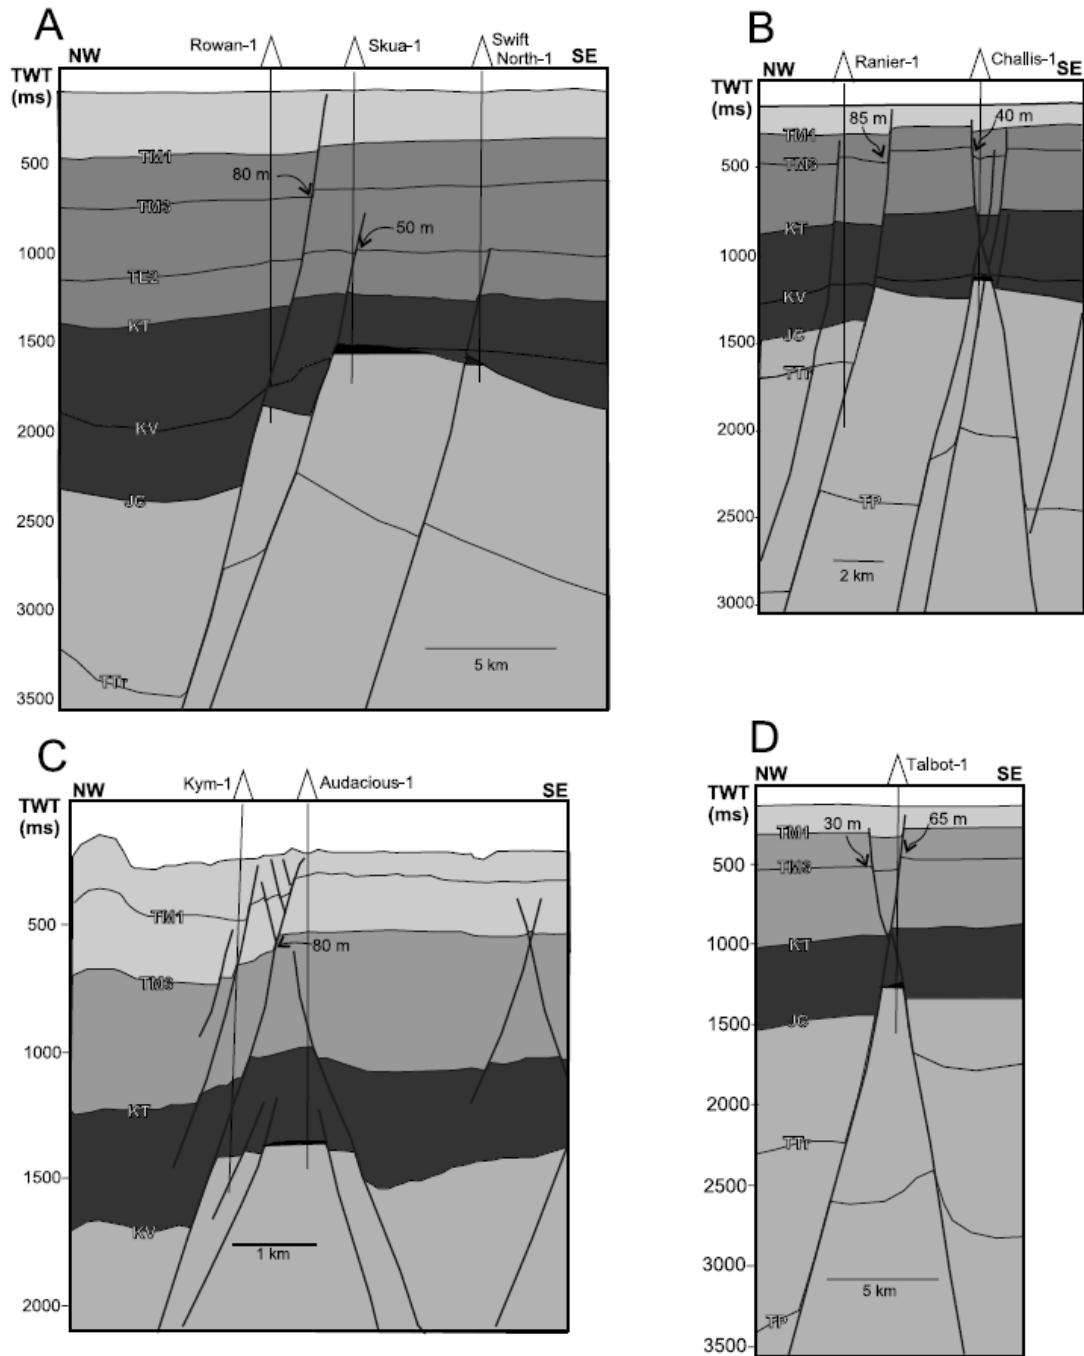 A
NW
Rowan-1
Skua-1
Swift
North-1
SE
TWT
(ms)
500
1000
1500
2000
2500
3000
3500
TM1
80 m
TM3
50 m
TE2
KT
KV
JC
TTr
5 km
B
NW
Ranier-1
Challis-1
SE
TWT
(ms)
500
1000
1500
2000
2500
3000
85 m
40 m
TM1
TM3
KT
KV
JC
TTr
TP
2 km
C
NW
Kym-1
Audacious-1
SE
TWT
(ms)
500
1000
1500
2000
TM1
80 m
TM3
KT
KV
1 km
D
NW
Talbot-1
SE
TWT
(ms)
500
1000
1500
2000
2500
3000
3500
30 m
65 m
TM1
TM3
KT
JC
TTr
5 km
TP